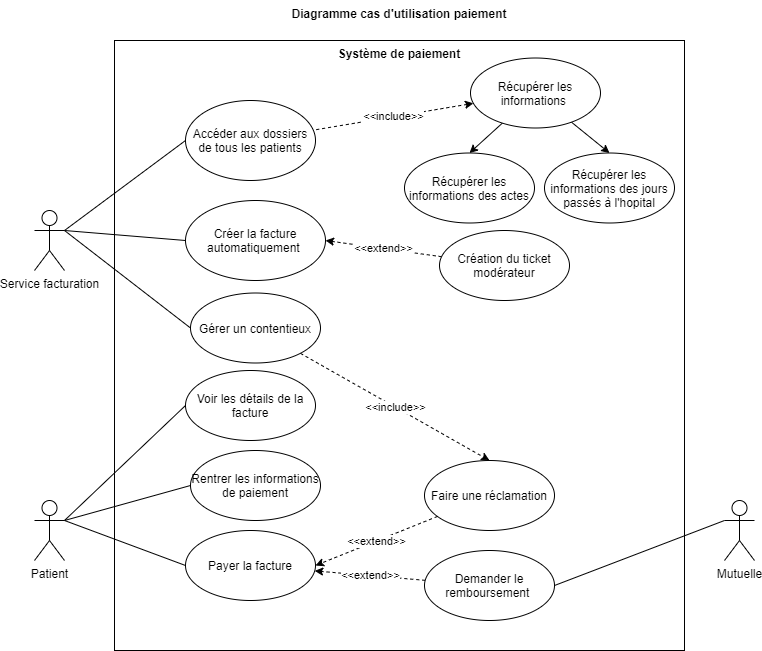 Diagramme cas d'utilisation paiement
Système de paiement
Récupérer les
informations
<<include>>
Accéder aux dossiers
de tous les patients
Récupérer les
informations des actes
Récupérer les
informations des jours
passés à l'hopital
Créer la facture
automatiquement
<<extend>>
Création du ticket
modérateur
Service facturation
Gérer un contentieux
Voir les détails de la
facture
<<include>>
Rentrer les informations
de paiement
Faire une réclamation
<<extend>>
Payer la facture
<<extend>>
Demander le
remboursement
Patient
Mutuelle